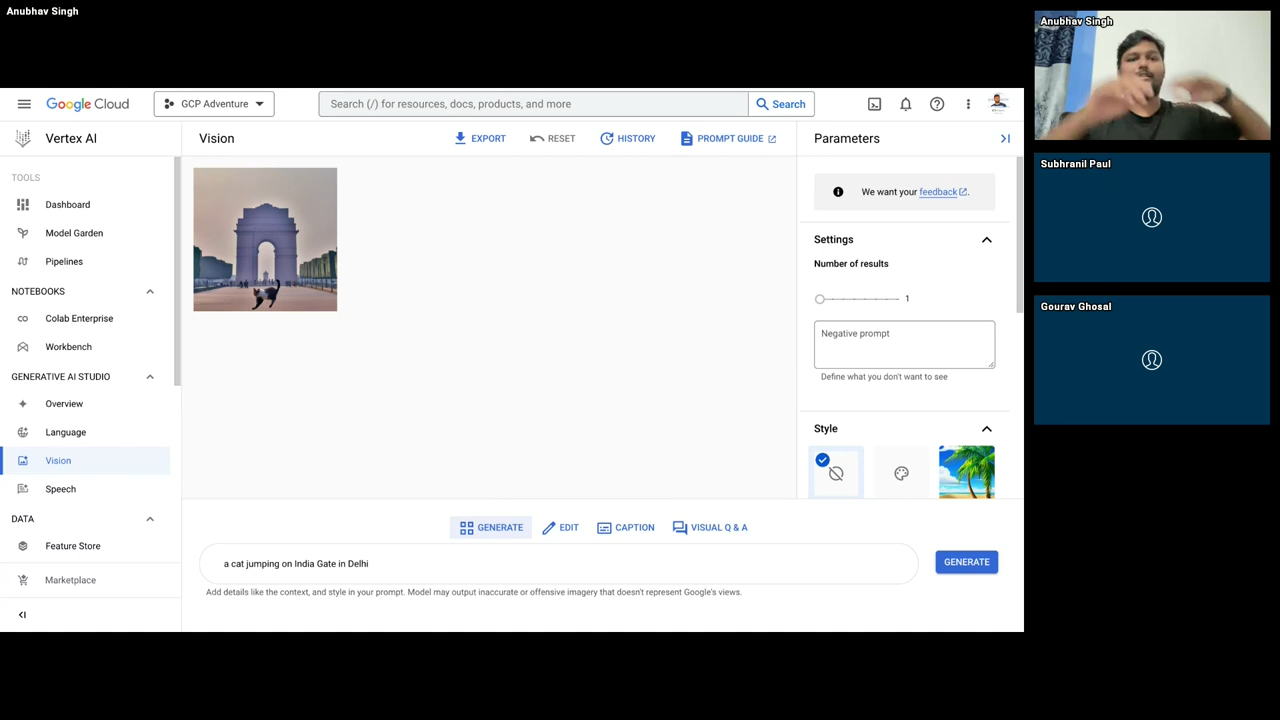 Anubhav Singh
Google Cloud
GCP Adventure
Search (/) for resources, docs, products, and more
Search
Vertex AI
TOOLS
Dashboard
Model Garden
Pipelines
NOTEBOOKS
Colab Enterprise
Workbench
GENERATIVE AI STUDIO
Overview
Language
Vision
Speech
DATA
Feature Store
Marketplace
Vision
EXPORT
RESET
HISTORY
PROMPT GUIDE
GENERATE
EDIT
CAPTION
VISUAL Q & A
a cat jumping on India Gate in Delhi
GENERATE
Add details like the context, and style in your prompt. Model may output inaccurate or offensive imagery that doesn't represent Google's views.
Parameters
We want your feedback.
Settings
Number of results
1
Negative prompt
Define what you don't want to see
Style
Anubhav Singh
Subhranil Paul
Gourav Ghosal